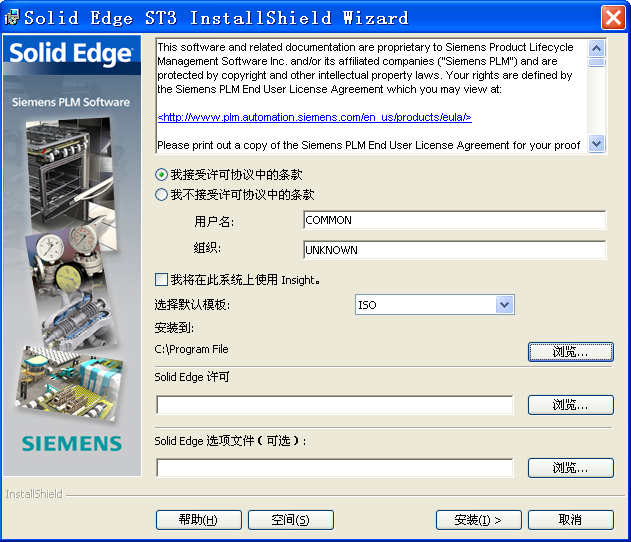 Solid Edge ST3 InstallShield Wizard
Solid Edge
Siemens PLM Software
SIEMENS
This software and related documentation are proprietary to Siemens Product Lifecycle
Management Software Inc. and/or its affiliated companies ("Siemens PLM") and are
protected by copyright and other intellectual property laws. Your rights are defined by
the Siemens PLM End User License Agreement which you may view at:
<http://www.plm.automation.siemens.com/en_us/products/eula/>
Please print out a copy of the Siemens PLM End User License Agreement for your proof
我接受许可协议中的条款
我不接受许可协议中的条款
用户名: COMMON
组织: UNKNOWN
我将在此系统上使用 Insight。
选择默认模板: ISO
安装到:
C:\Program File 浏览...
Solid Edge 许可
浏览...
Solid Edge 选项文件(可选):
浏览...
InstallShield
帮助(H) 空间(S) 安装(I) > 取消